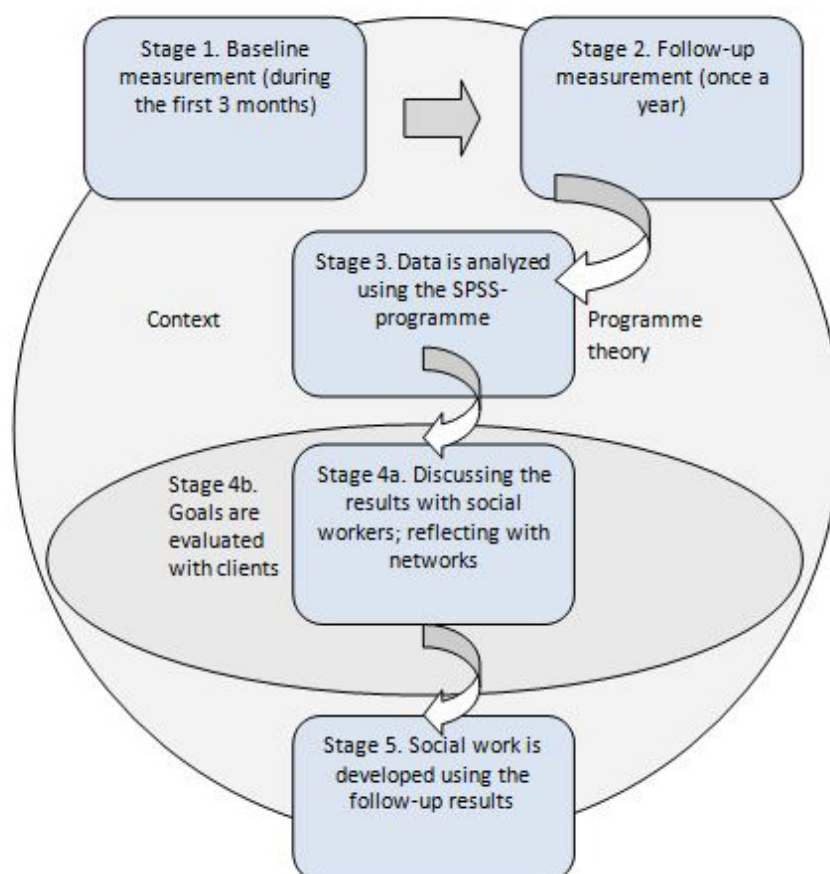 Stage 1. Baseline
measurement (during
the first 3 months)
Stage 2. Follow-up
measurement (once a
year)
Stage 3. Data is analyzed
using the SPSS-
programme
Context
Programme
theory
Stage 4a. Discussing the
results with social
workers; reflecting with
networks
Stage 4b.
Goals are
evaluated
with clients
Stage 5. Social work is
developed using the
follow-up results